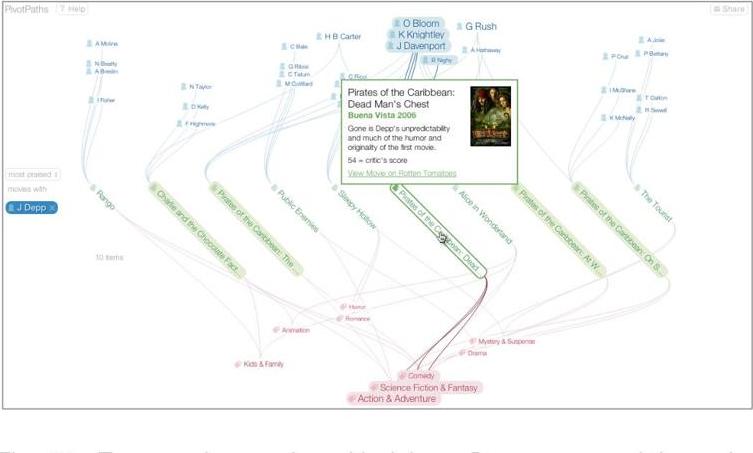 PivotPaths
? Help
Share
O Bloom
K Knightley
J Davenport
B Nighy
G Rush
H B Carter
A Hathaway
A Molina
N Beatty
A Breslin
I Fisher
C Bale
G Ribisi
C Tatum
M Cotillard
C Ricci
N Taylor
D Kelly
F Highmore
A Jolie
P Bettany
P Cruz
I McShane
T Dalton
R Sewell
K McNally
Pirates of the Caribbean:
Dead Man's Chest
Buena Vista 2006
Gone is Depp's unpredictability
and much of the humor and
originality of the first movie.
54 = critic's score
View Movie on Rotten Tomatoes
most praised
movies with
J Depp ×
10 items
Rango
Charlie and the Chocolate Fact...
Pirates of the Caribbean: The ...
Public Enemies
Sleepy Hollow
Pirates of the Caribbean: Dead
Alice in Wonderland
Pirates of the Caribbean: At W...
Pirates of the Caribbean: On S...
The Tourist
Horror
Romance
Animation
Mystery & Suspense
Drama
Kids & Family
Comedy
Science Fiction & Fantasy
Action & Adventure